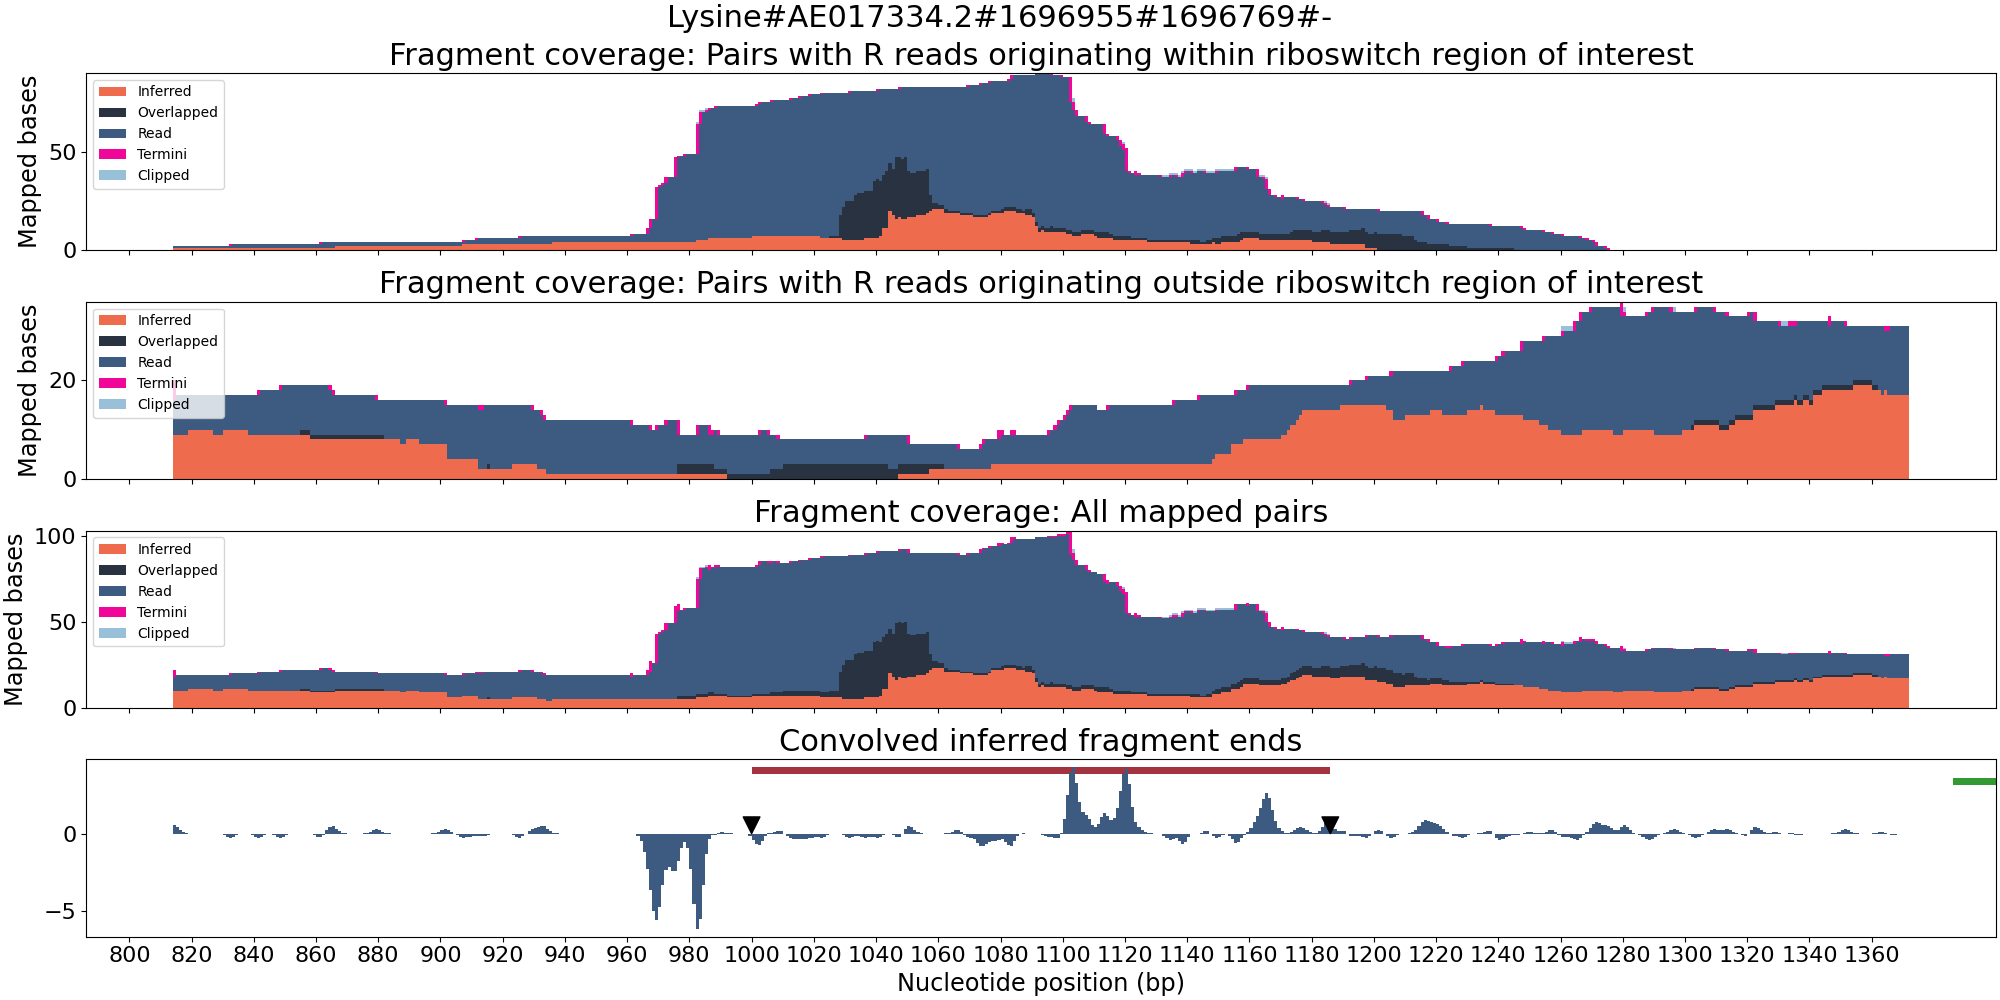 Lysine#AE017334.2#1696955#1696769#-
Fragment coverage: Pairs with R reads originating within riboswitch region of interest
Mapped bases
50
0
Inferred
Overlapped
Read
Termini
Clipped
Fragment coverage: Pairs with R reads originating outside riboswitch region of interest
Mapped bases
20
0
Inferred
Overlapped
Read
Termini
Clipped
Fragment coverage: All mapped pairs
Mapped bases
100
50
0
Inferred
Overlapped
Read
Termini
Clipped
Convolved inferred fragment ends
0
−5
800 820 840 860 880 900 920 940 960 980 1000 1020 1040 1060 1080 1100 1120 1140 1160 1180 1200 1220 1240 1260 1280 1300 1320 1340 1360
Nucleotide position (bp)